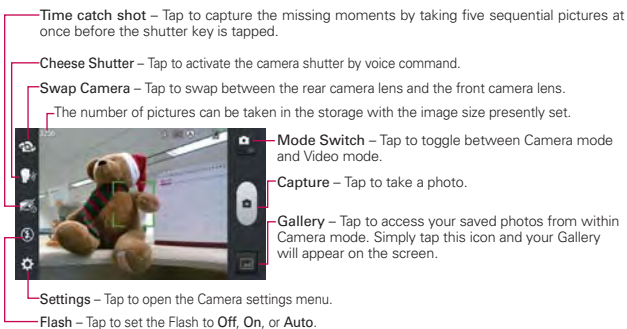 Time catch shot – Tap to capture the missing moments by taking five sequential pictures at
once before the shutter key is tapped.
Cheese Shutter – Tap to activate the camera shutter by voice command.
Swap Camera – Tap to swap between the rear camera lens and the front camera lens.
The number of pictures can be taken in the storage with the image size presently set.
Mode Switch – Tap to toggle between Camera mode
and Video mode.
Capture – Tap to take a photo.
Gallery – Tap to access your saved photos from within
Camera mode. Simply tap this icon and your Gallery
will appear on the screen.
Settings – Tap to open the Camera settings menu.
Flash – Tap to set the Flash to Off, On, or Auto.